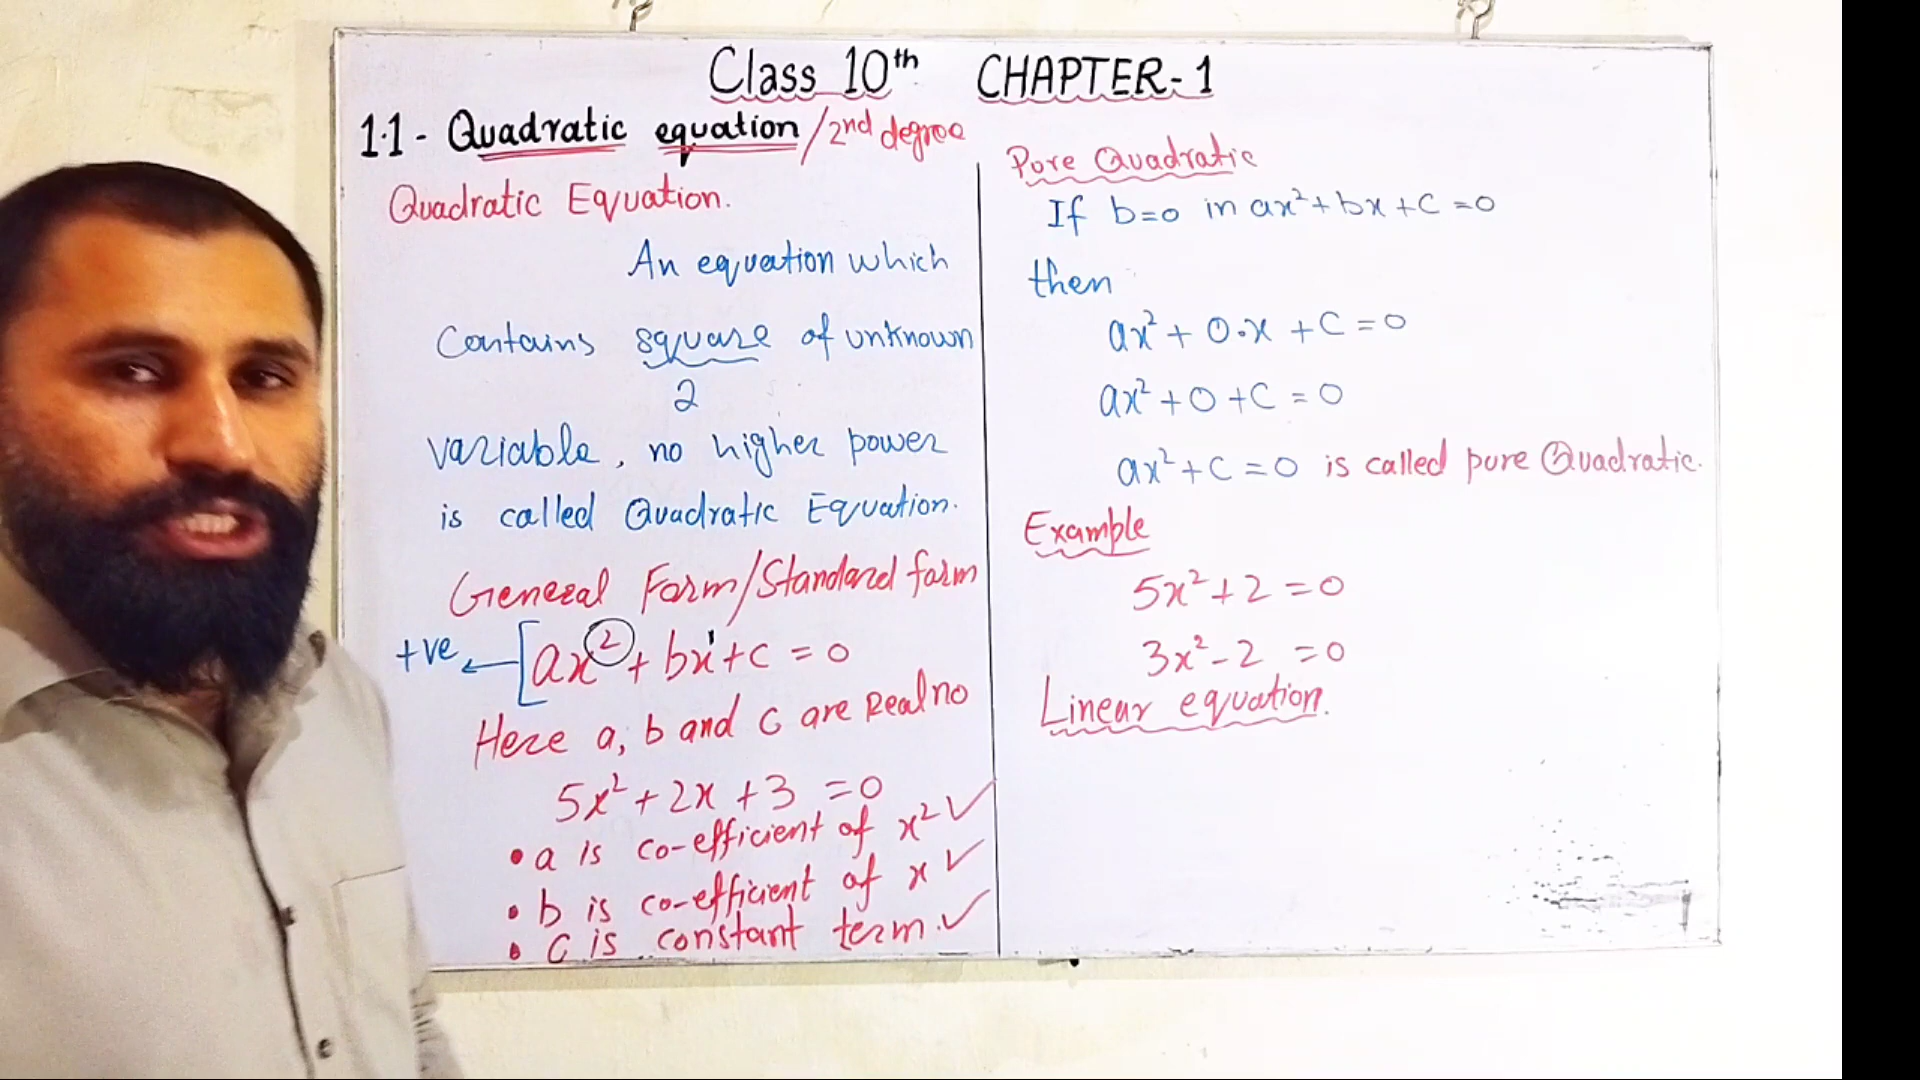 Class 10th CHAPTER-1
1.1- Quadratic equation/2nd degree
Quadratic Equation.
An equation which
Contains square of unknown
2
variable, no higher power
is called Quadratic Equation.
General Form/Standard form
+ve ← [ax² + bx¹ + c = 0
Here a, b and c are Real no
5x² + 2x + 3 = 0
• a is co-efficient of x² ✓
• b is co-efficient of x ✓
• C is constant term. ✓
Pure Quadratic
If b=0 in ax²+bx+C=0
then
ax² + 0·x + C = 0
ax² + 0 + C = 0
ax² + C = 0 is called pure Quadratic.
Example
5x² + 2 = 0
3x² - 2 = 0
Linear equation.